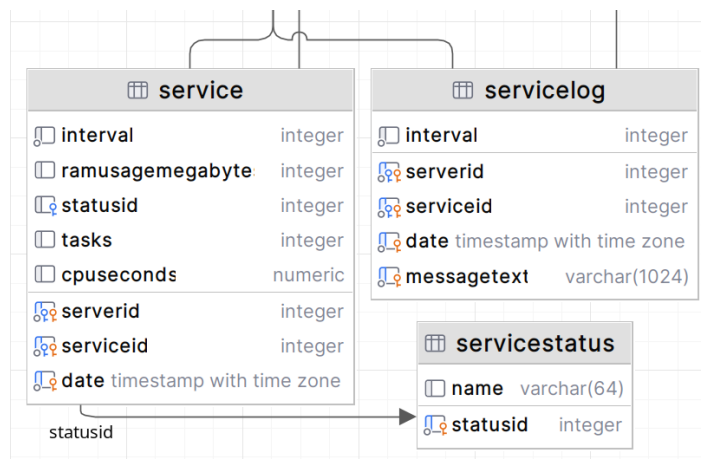 service
interval integer
ramusagemegabyte integer
statusid integer
tasks integer
cpuseconds numeric
serverid integer
serviceid integer
date timestamp with time zone
servicelog
interval integer
serverid integer
serviceid integer
date timestamp with time zone
messagetext varchar(1024)
servicestatus
name varchar(64)
statusid integer
statusid